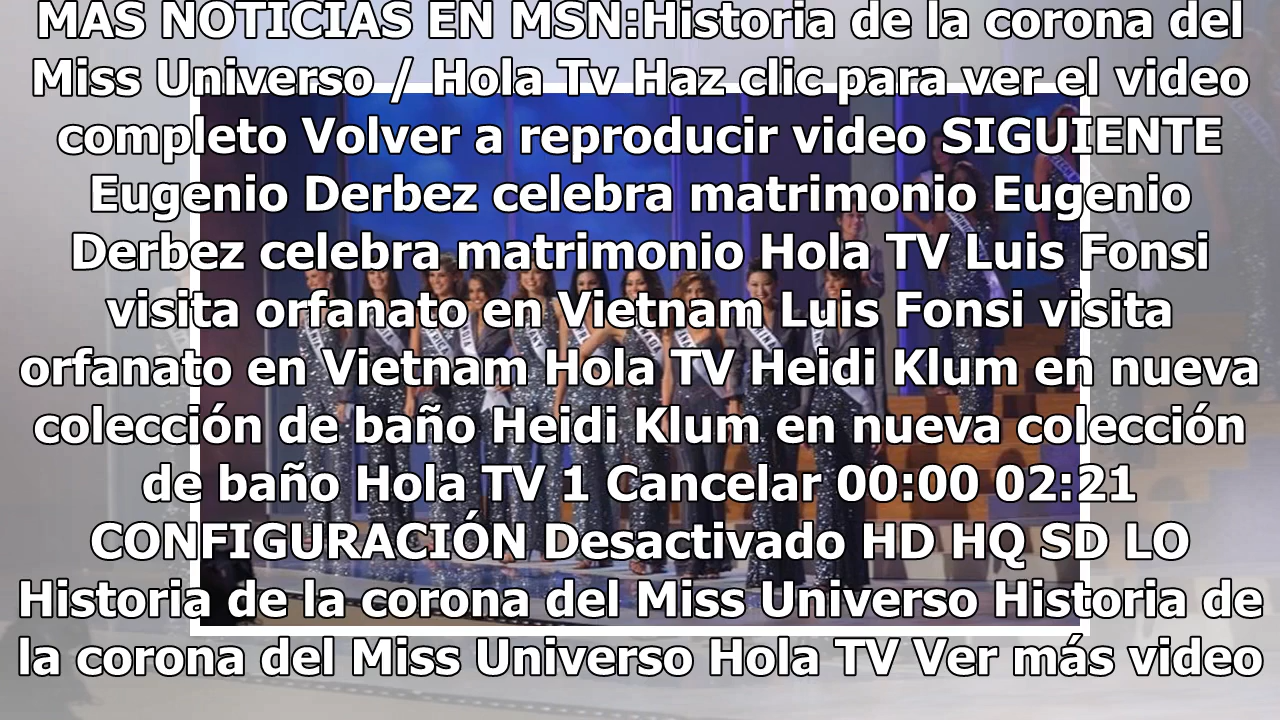 MÁS NOTICIAS EN MSN:Historia de la corona del
Miss Universo / Hola Tv Haz clic para ver el video
completo Volver a reproducir video SIGUIENTE
Eugenio Derbez celebra matrimonio Eugenio
Derbez celebra matrimonio Hola TV Luis Fonsi
visita orfanato en Vietnam Luis Fonsi visita
orfanato en Vietnam Hola TV Heidi Klum en nueva
colección de baño Heidi Klum en nueva colección
de baño Hola TV 1 Cancelar 00:00 02:21
CONFIGURACIÓN Desactivado HD HQ SD LO
Historia de la corona del Miss Universo Historia de
la corona del Miss Universo Hola TV Ver más video